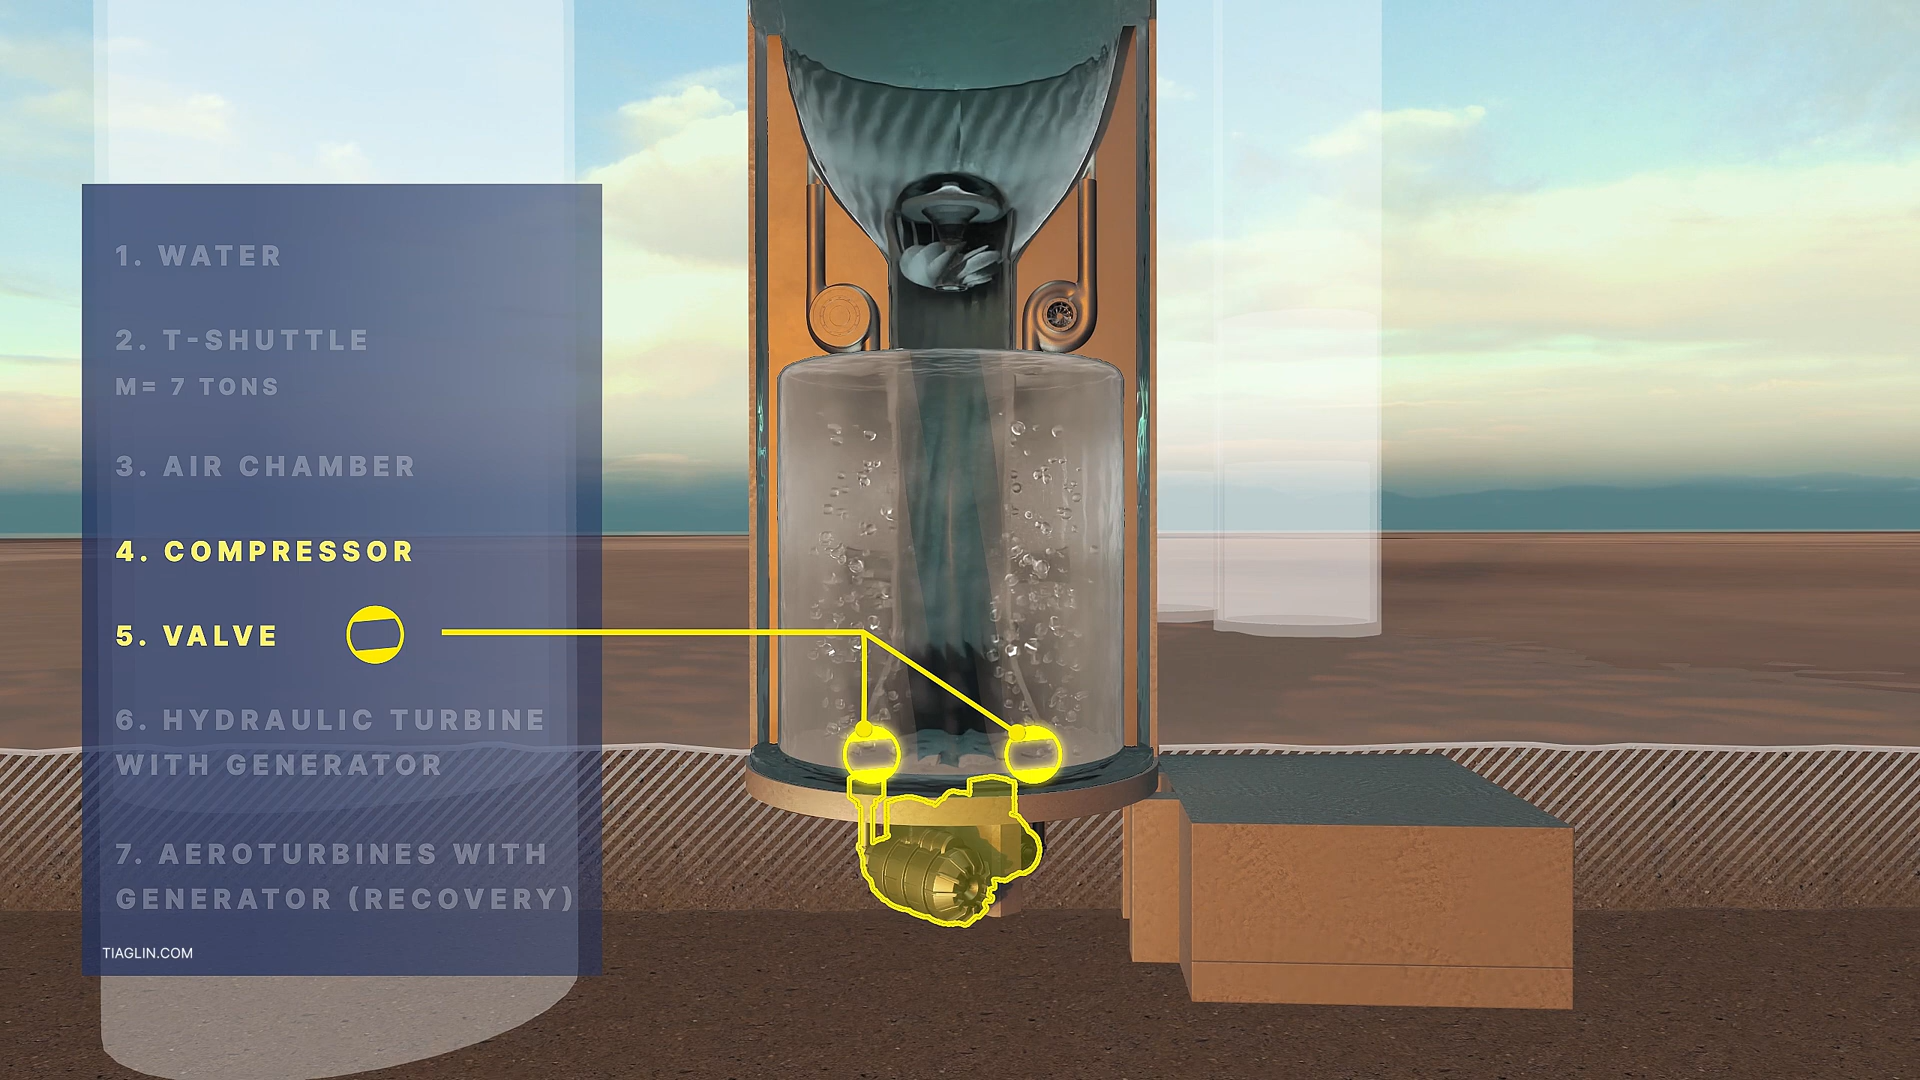 1. WATER
2. T-SHUTTLE
M= 7 TONS
3. AIR CHAMBER
4. COMPRESSOR
5. VALVE
6. HYDRAULIC TURBINE
WITH GENERATOR
7. AEROTURBINES WITH
GENERATOR (RECOVERY)
TIAGLIN.COM